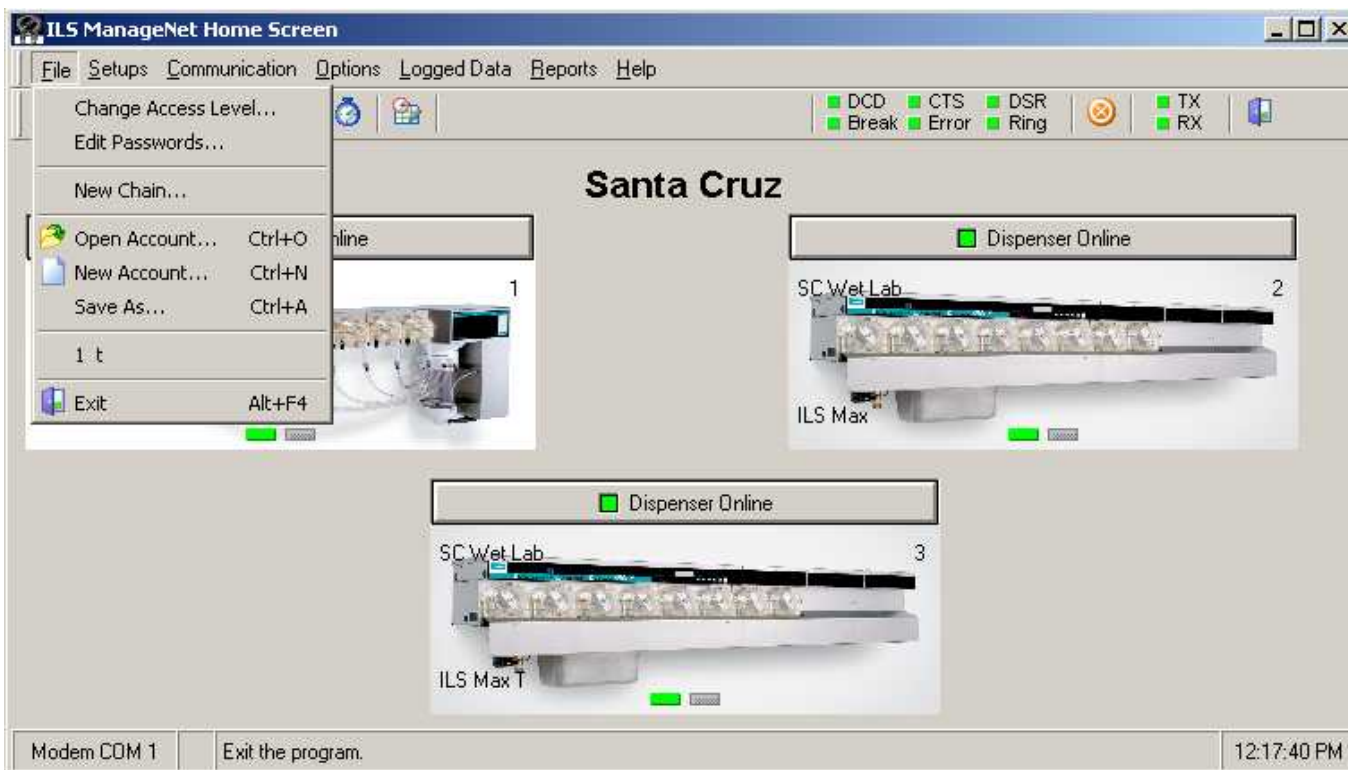 ILS ManageNet Home Screen
File Setups Communication Options Logged Data Reports Help
Change Access Level...
Edit Passwords...
New Chain...
Open Account... Ctrl+O
New Account... Ctrl+N
Save As... Ctrl+A
1 t
Exit Alt+F4
DCD CTS DSR
Break Error Ring
TX
RX
Santa Cruz
nline
1
Dispenser Online
SC Wet Lab 2
ILS Max
Dispenser Online
SC Wet Lab 3
ILS Max T
Modem COM 1 Exit the program. 12:17:40 PM